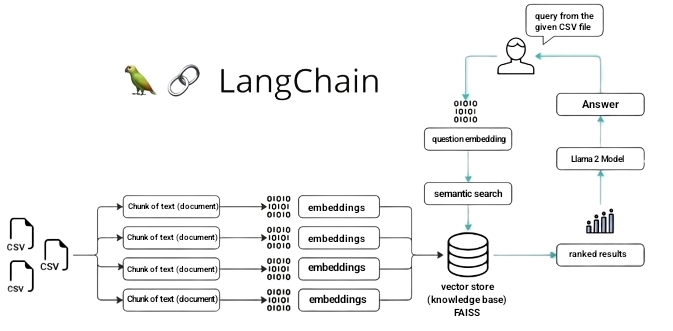 query from the
given CSV file
LangChain
01010
10101
01010
question embedding
semantic search
Answer
Llama 2 Model
ranked results
CSV
CSV
CSV
Chunk of text (document)
01010
10101
01010
embeddings
Chunk of text (document)
01010
10101
01010
embeddings
Chunk of text (document)
01010
10101
01010
embeddings
Chunk of text (document)
01010
10101
01010
embeddings
vector store
(knowledge base)
FAISS